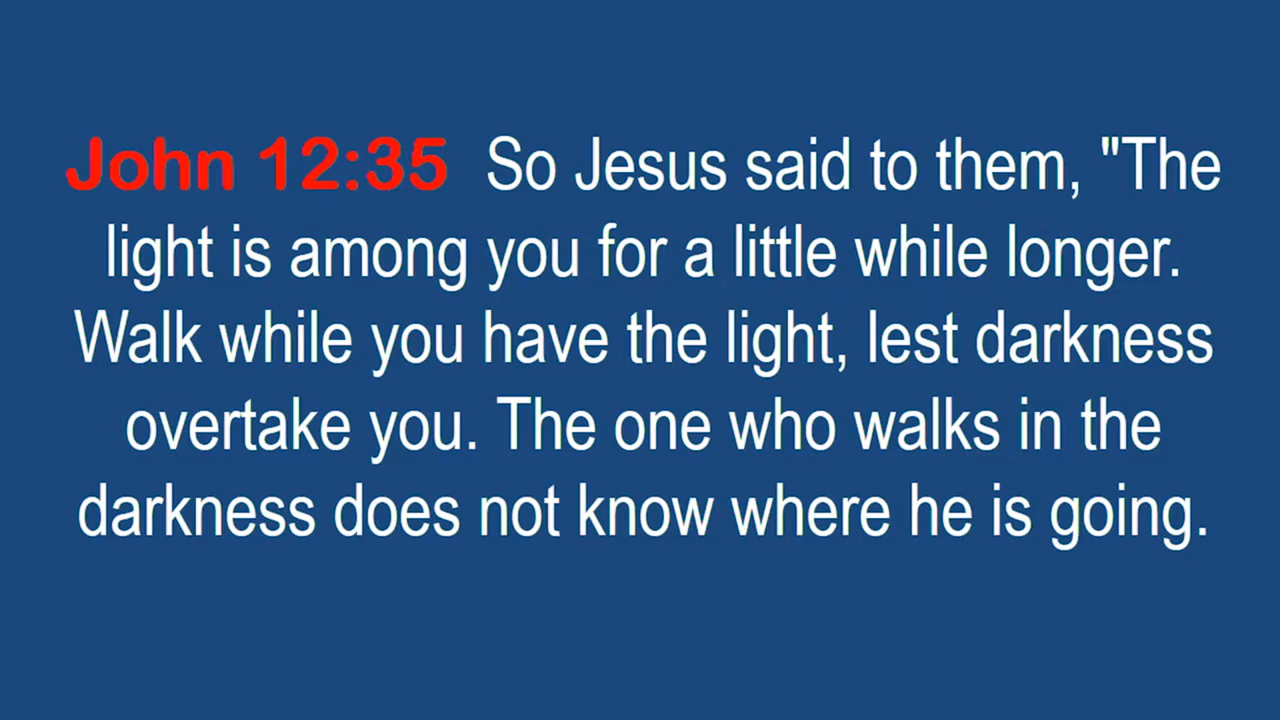 John 12:35 So Jesus said to them, "The
light is among you for a little while longer.
Walk while you have the light, lest darkness
overtake you. The one who walks in the
darkness does not know where he is going.